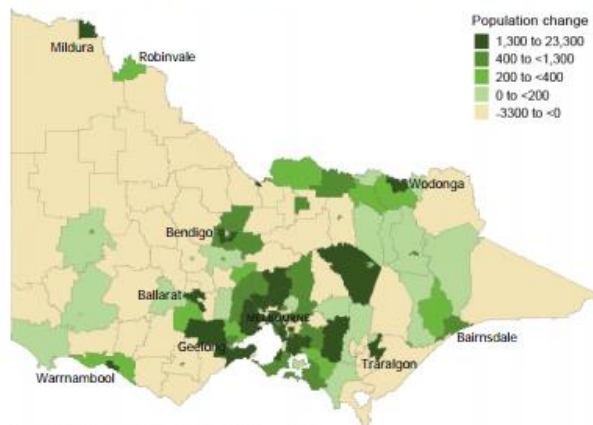 Population change
1,300 to 23,300
400 to <1,300
200 to <400
0 to <200
-3300 to <0
Mildura
Robinvale
Wodonga
Bendigo
Ballarat
MELBOURNE
Geelong
Bairnsdale
Traralgon
Warrnambool